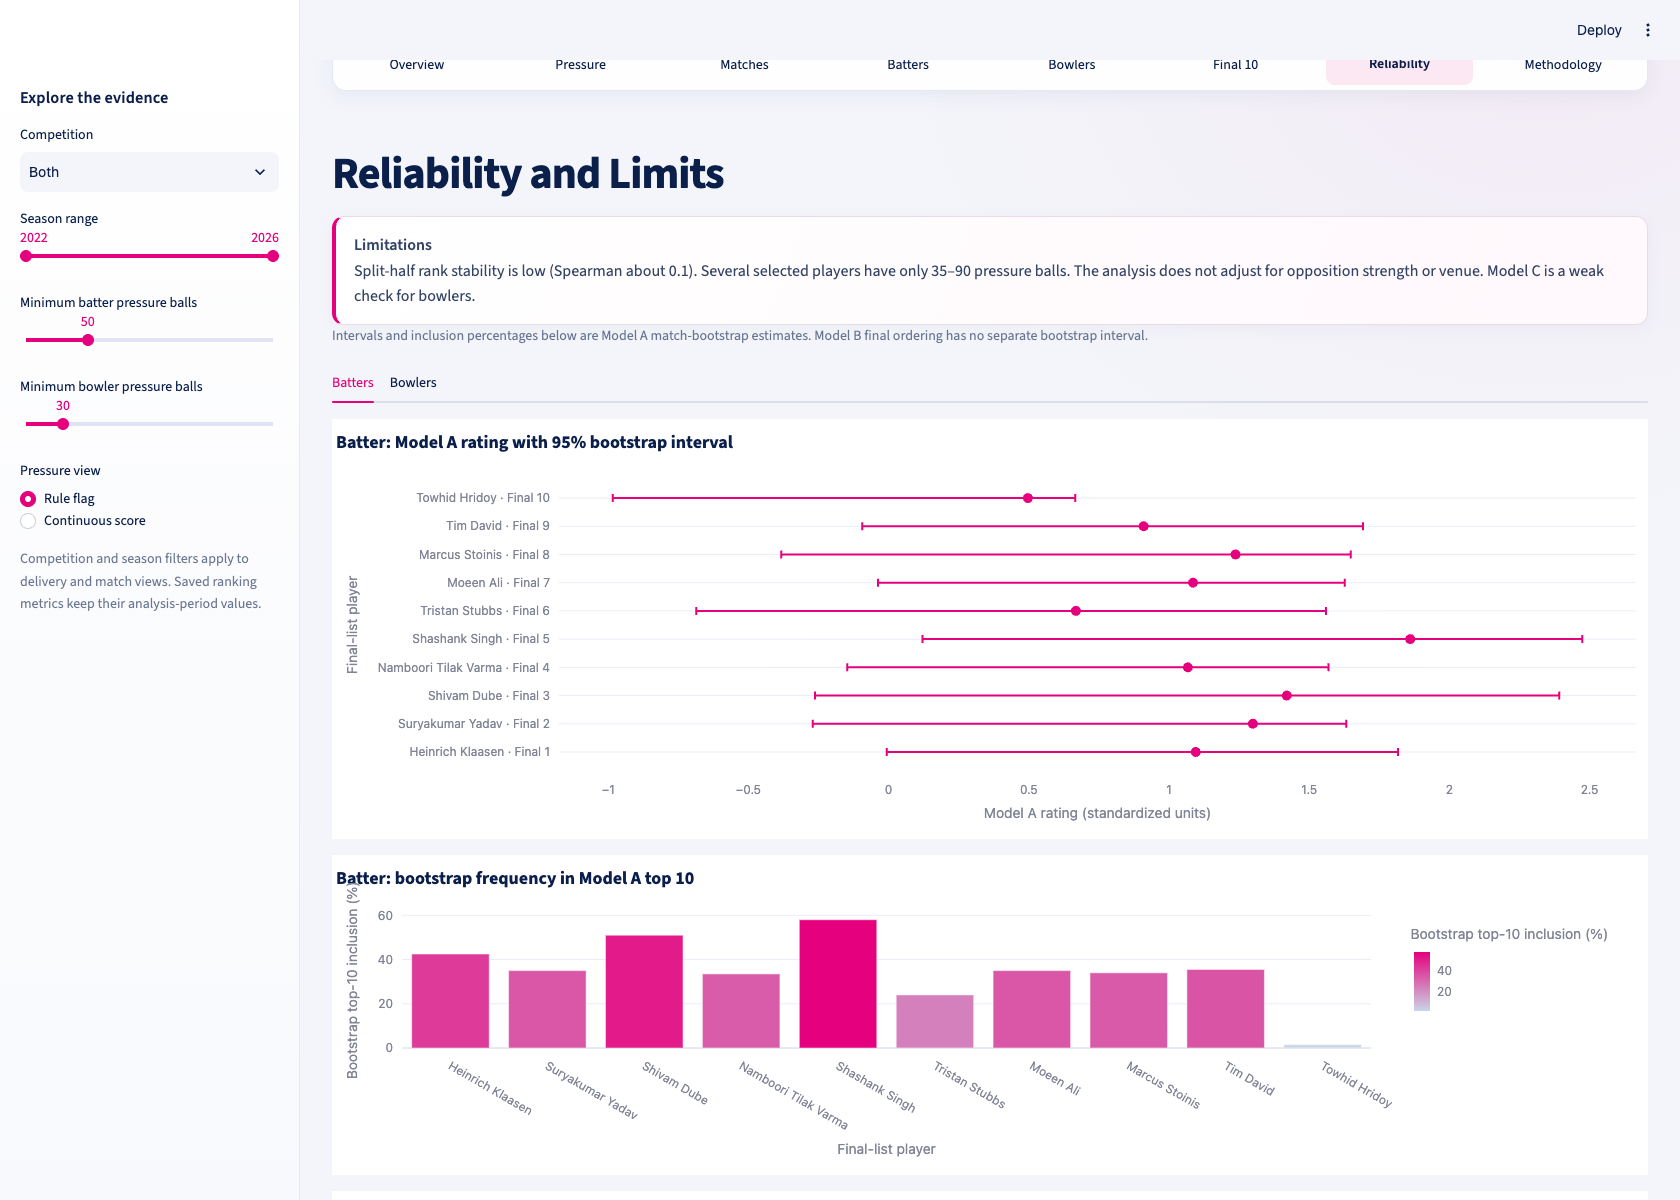 Deploy
Overview
Pressure
Matches
Batters
Bowlers
Final 10
Reliability
Methodology
Explore the evidence
Competition
Both
Season range
2022 2026
Minimum batter pressure balls
50
Minimum bowler pressure balls
30
Pressure view
Rule flag
Continuous score
Competition and season filters apply to
delivery and match views. Saved ranking
metrics keep their analysis-period values.
Reliability and Limits
Limitations
Split-half rank stability is low (Spearman about 0.1). Several selected players have only 35–90 pressure balls. The analysis does not adjust for opposition strength or venue. Model C is a weak
check for bowlers.
Intervals and inclusion percentages below are Model A match-bootstrap estimates. Model B final ordering has no separate bootstrap interval.
Batters Bowlers
Batter: Model A rating with 95% bootstrap interval
Final-list player
Towhid Hridoy · Final 10
Tim David · Final 9
Marcus Stoinis · Final 8
Moeen Ali · Final 7
Tristan Stubbs · Final 6
Shashank Singh · Final 5
Namboori Tilak Varma · Final 4
Shivam Dube · Final 3
Suryakumar Yadav · Final 2
Heinrich Klaasen · Final 1
−1 −0.5 0 0.5 1 1.5 2 2.5
Model A rating (standardized units)
Batter: bootstrap frequency in Model A top 10
Bootstrap top-10 inclusion (%)
60
40
20
0
Heinrich Klaasen
Suryakumar Yadav
Shivam Dube
Namboori Tilak Varma
Shashank Singh
Tristan Stubbs
Moeen Ali
Marcus Stoinis
Tim David
Towhid Hridoy
Final-list player
Bootstrap top-10 inclusion (%)
40
20